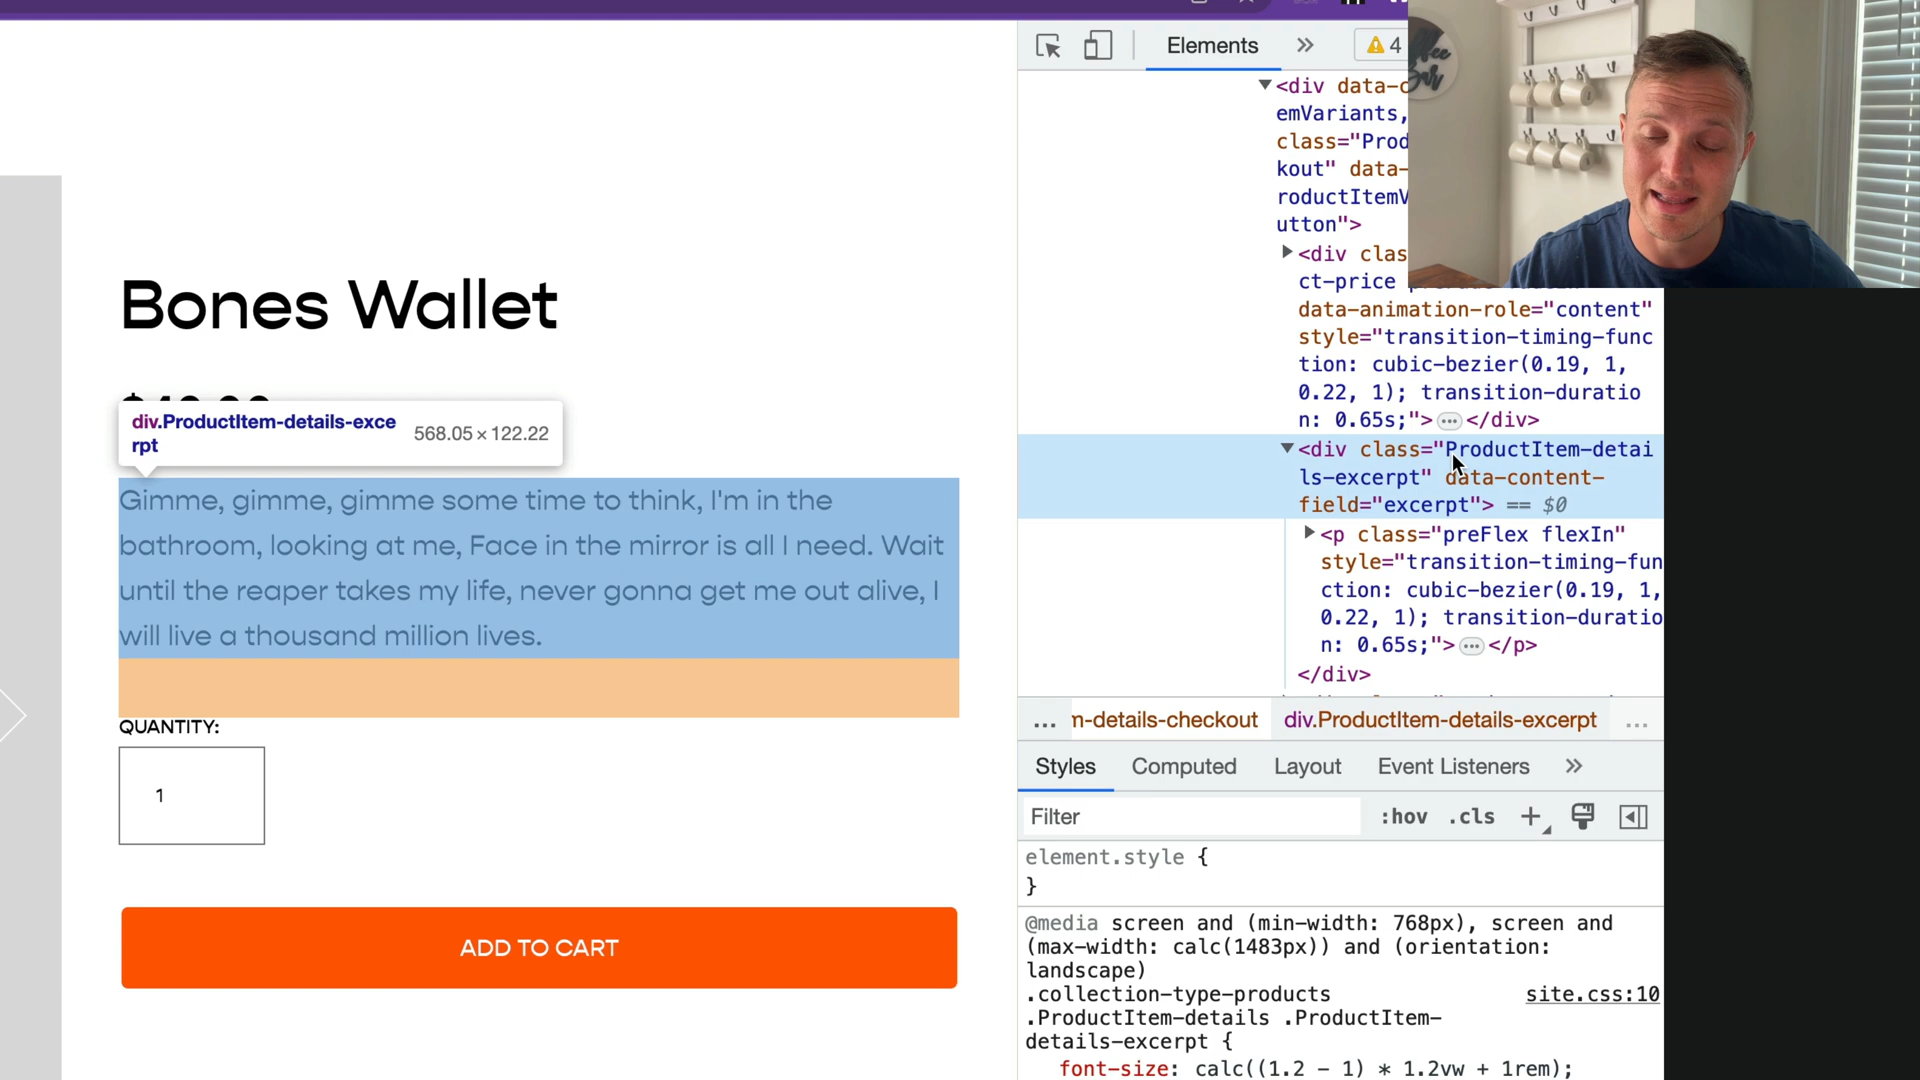 Elements
4
<div data-c
emVariants,
class="Prod
kout" data-
roductItemV
utton">
<div clas
ct-price
data-animation-role="content"
style="transition-timing-func
tion: cubic-bezier(0.19, 1,
0.22, 1); transition-duratio
n: 0.65s;"> </div>
<div class="ProductItem-detai
ls-excerpt" data-content-
field="excerpt"> == $0
<p class="preFlex flexIn"
style="transition-timing-fun
ction: cubic-bezier(0.19, 1,
0.22, 1); transition-duratio
n: 0.65s;"> </p>
</div>
Bones Wallet
div.ProductItem-details-exce
rpt
568.05 × 122.22
Gimme, gimme, gimme some time to think, I'm in the
bathroom, looking at me, Face in the mirror is all I need. Wait
until the reaper takes my life, never gonna get me out alive, I
will live a thousand million lives.
QUANTITY:
1
ADD TO CART
... m-details-checkout div.ProductItem-details-excerpt ...
Styles Computed Layout Event Listeners
Filter :hov .cls
element.style {
}
@media screen and (min-width: 768px), screen and
(max-width: calc(1483px)) and (orientation:
landscape)
.collection-type-products site.css:10
.ProductItem-details .ProductItem-
details-excerpt {
font-size: calc((1.2 - 1) * 1.2vw + 1rem);